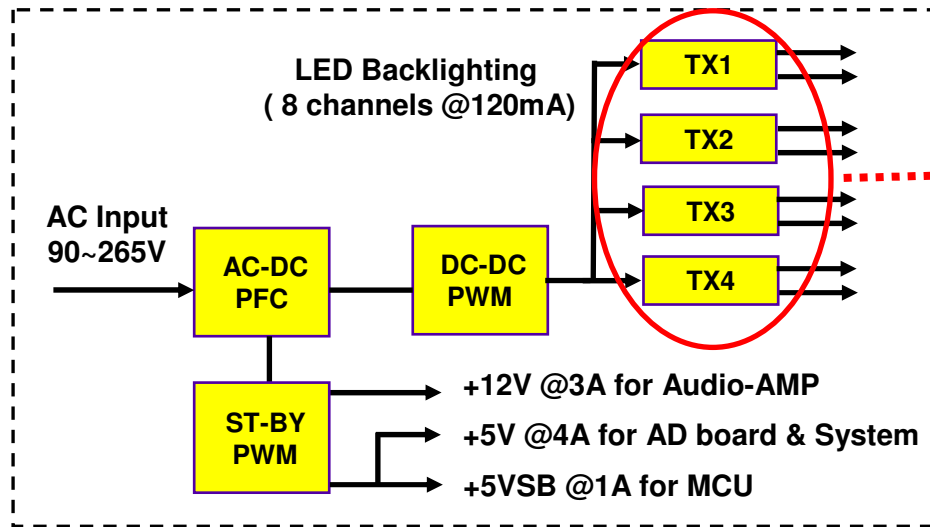 LED Backlighting
( 8 channels @120mA)
TX1
TX2
TX3
TX4
AC Input
90~265V
AC-DC
PFC
DC-DC
PWM
ST-BY
PWM
+12V @3A for Audio-AMP
+5V @4A for AD board & System
+5VSB @1A for MCU